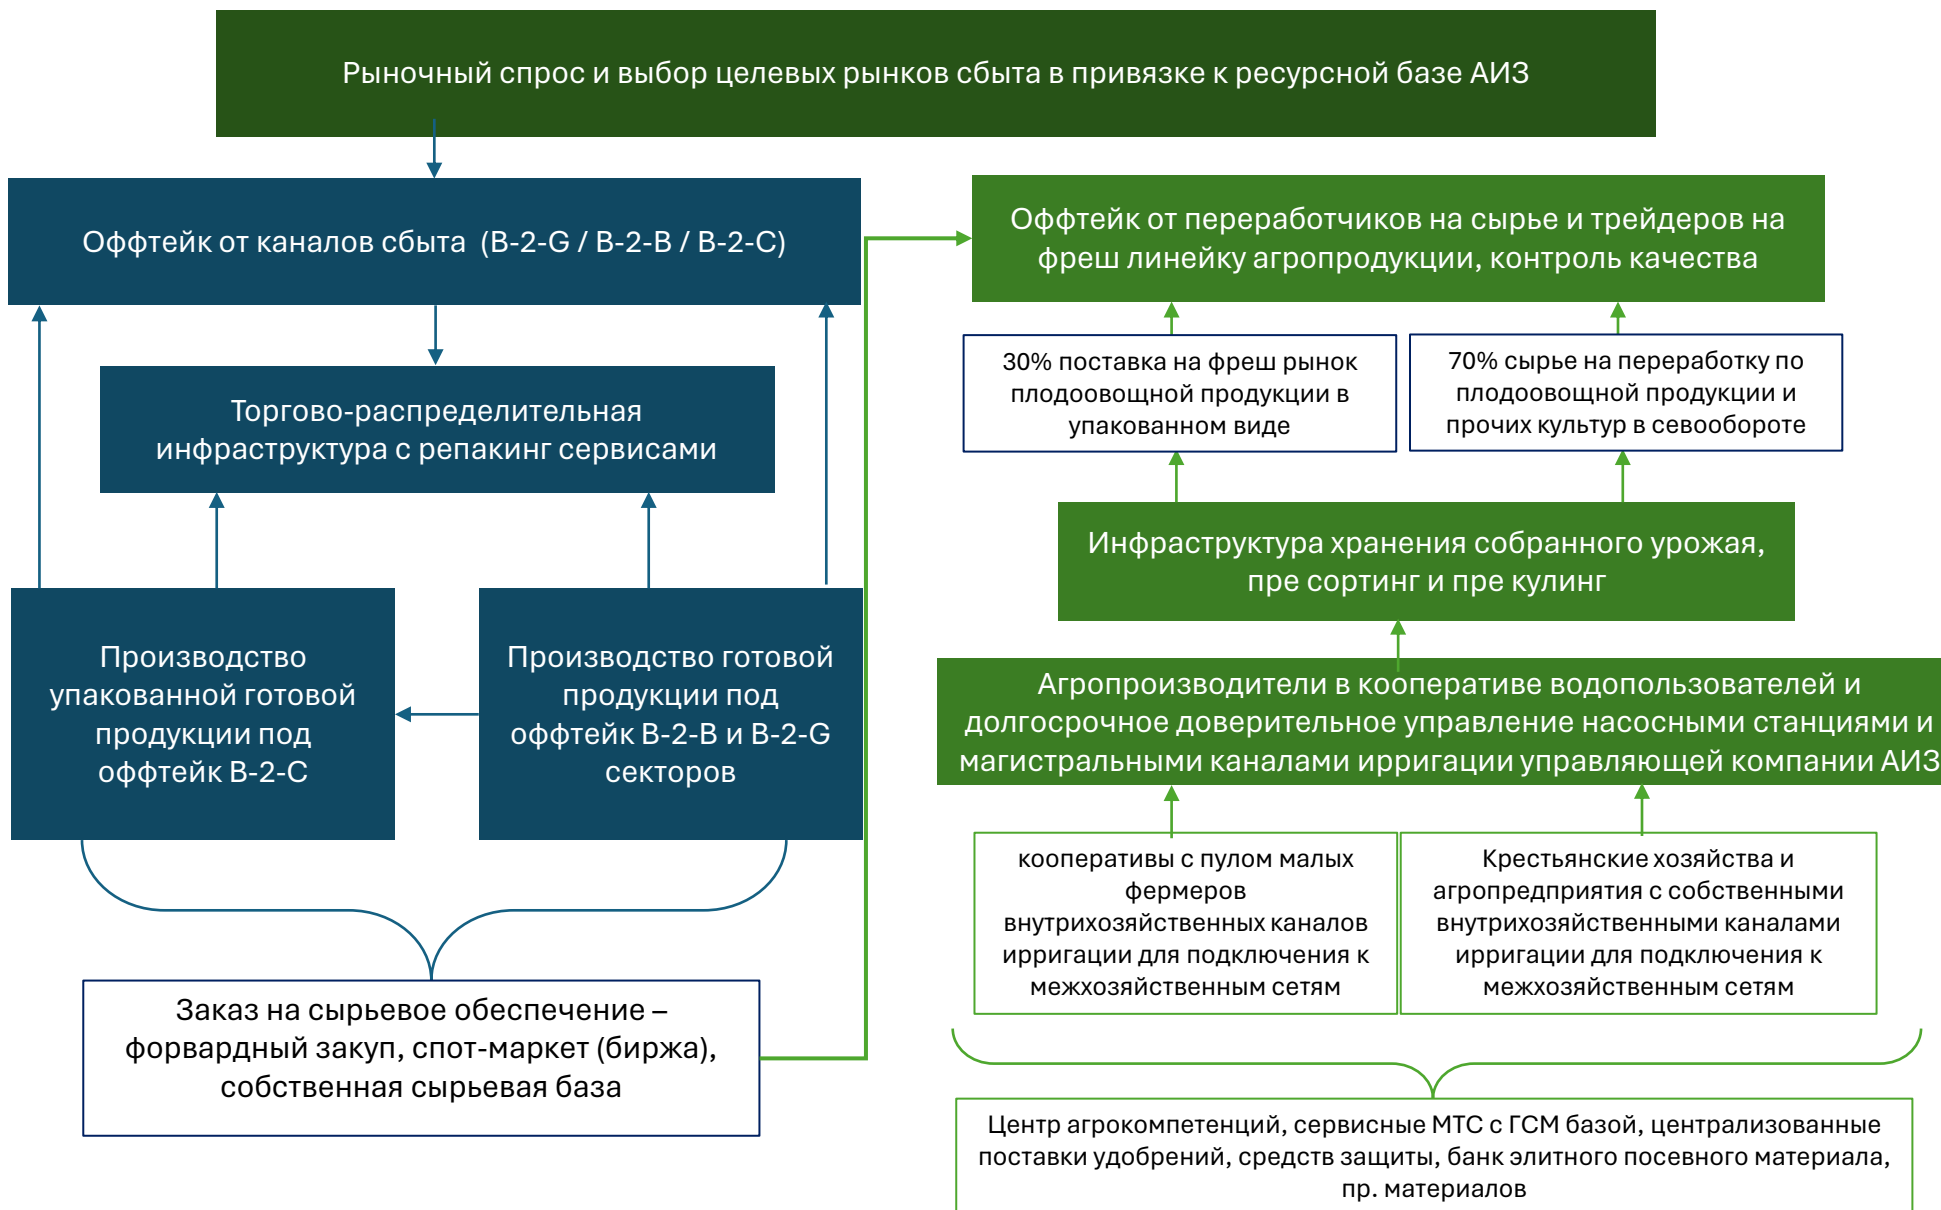 Рыночный спрос и выбор целевых рынков сбыта в привязке к ресурсной базе АИЗ
Оффтейк от каналов сбыта (B-2-G / B-2-B / B-2-C)
Торгово-распределительная
инфраструктура с репакинг сервисами
Производство
упакованной готовой
продукции под
оффтейк B-2-C
Производство готовой
продукции под
оффтейк B-2-B и B-2-G
секторов
Заказ на сырьевое обеспечение –
форвардный закуп, спот-маркет (биржа),
собственная сырьевая база
Оффтейк от переработчиков на сырье и трейдеров на
фреш линейку агропродукции, контроль качества
30% поставка на фреш рынок
плодоовощной продукции в
упакованном виде
70% сырье на переработку по
плодоовощной продукции и
прочих культур в севообороте
Инфраструктура хранения собранного урожая,
пре сортинг и пре кулинг
Агропроизводители в кооперативе водопользователей и
долгосрочное доверительное управление насосными станциями и
магистральными каналами ирригации управляющей компании АИЗ
кооперативы с пулом малых
фермеров
внутрихозяйственных каналов
ирригации для подключения к
межхозяйственным сетям
Крестьянские хозяйства и
агропредприятия с собственными
внутрихозяйственными каналами
ирригации для подключения к
межхозяйственным сетям
Центр агрокомпетенций, сервисные МТС с ГСМ базой, централизованные
поставки удобрений, средств защиты, банк элитного посевного материала,
пр. материалов